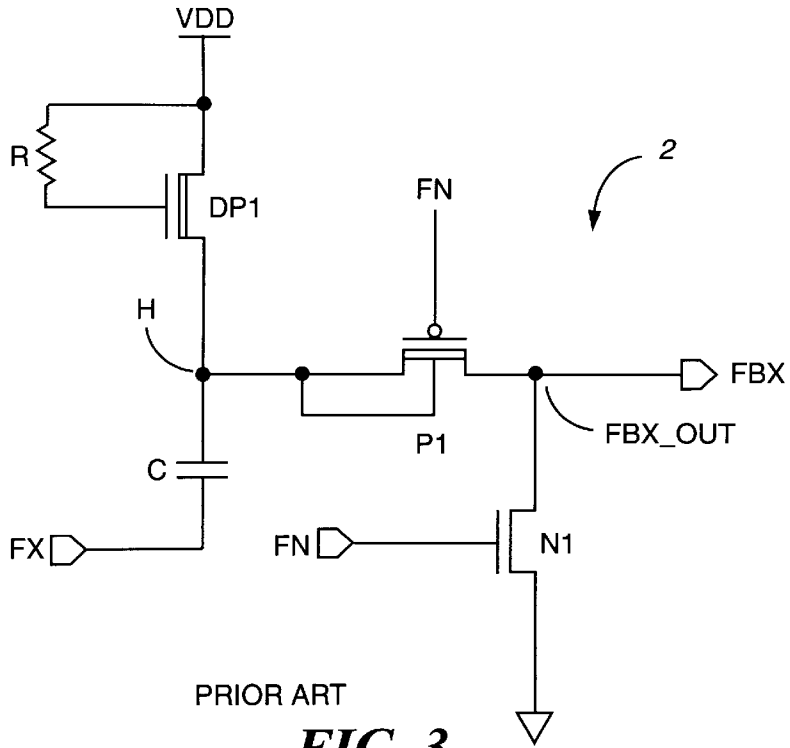 VDD
R
DP1
2
FN
H
FBX
P1
FBX_OUT
C
FX
FN
N1
PRIOR ART
FIG. 3